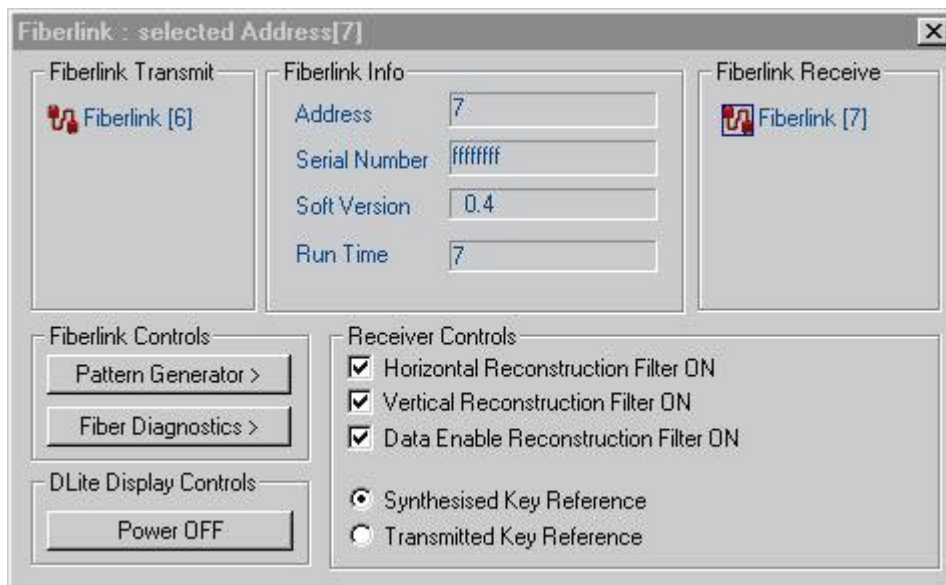 Fiberlink : selected Address[7]
Fiberlink Transmit
Fiberlink [6]
Fiberlink Info
Address 7
Serial Number ffffffff
Soft Version 0.4
Run Time 7
Fiberlink Receive
Fiberlink [7]
Fiberlink Controls
Pattern Generator >
Fiber Diagnostics >
DLite Display Controls
Power OFF
Receiver Controls
Horizontal Reconstruction Filter ON
Vertical Reconstruction Filter ON
Data Enable Reconstruction Filter ON
Synthesised Key Reference
Transmitted Key Reference